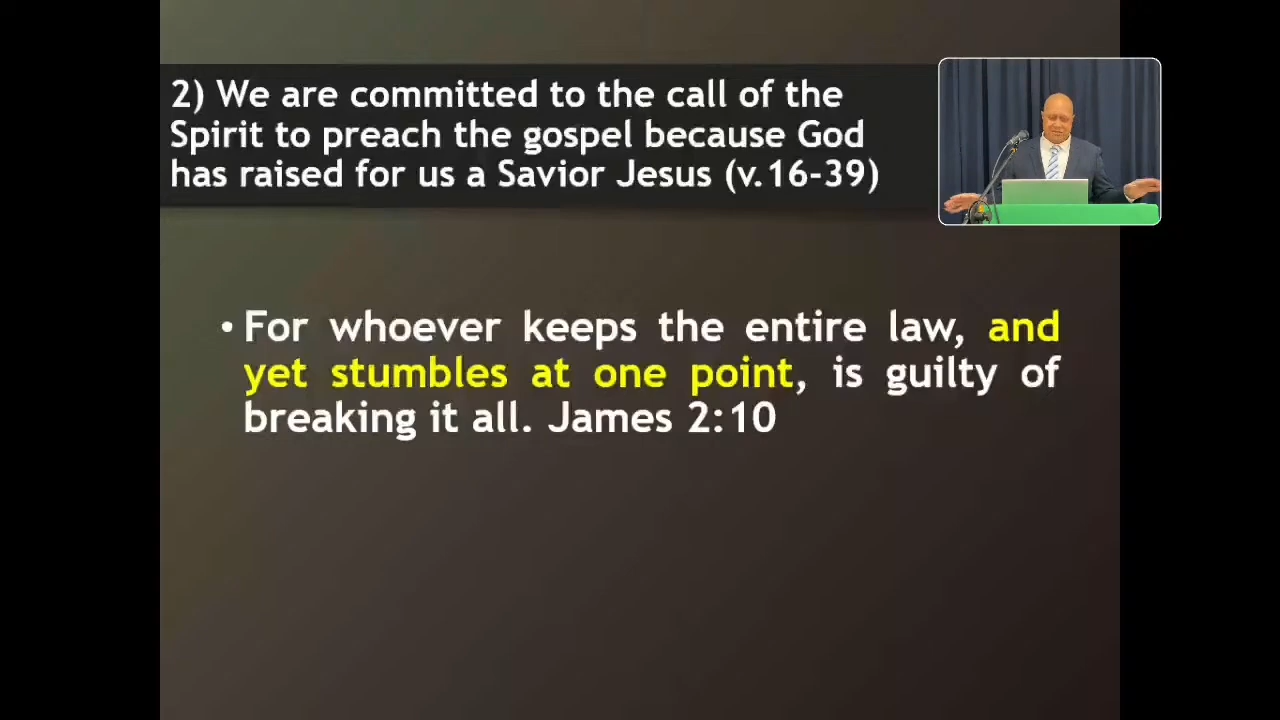 2) We are committed to the call of the
Spirit to preach the gospel because God
has raised for us a Savior Jesus (v.16-39)
• For whoever keeps the entire law, and
yet stumbles at one point, is guilty of
breaking it all. James 2:10